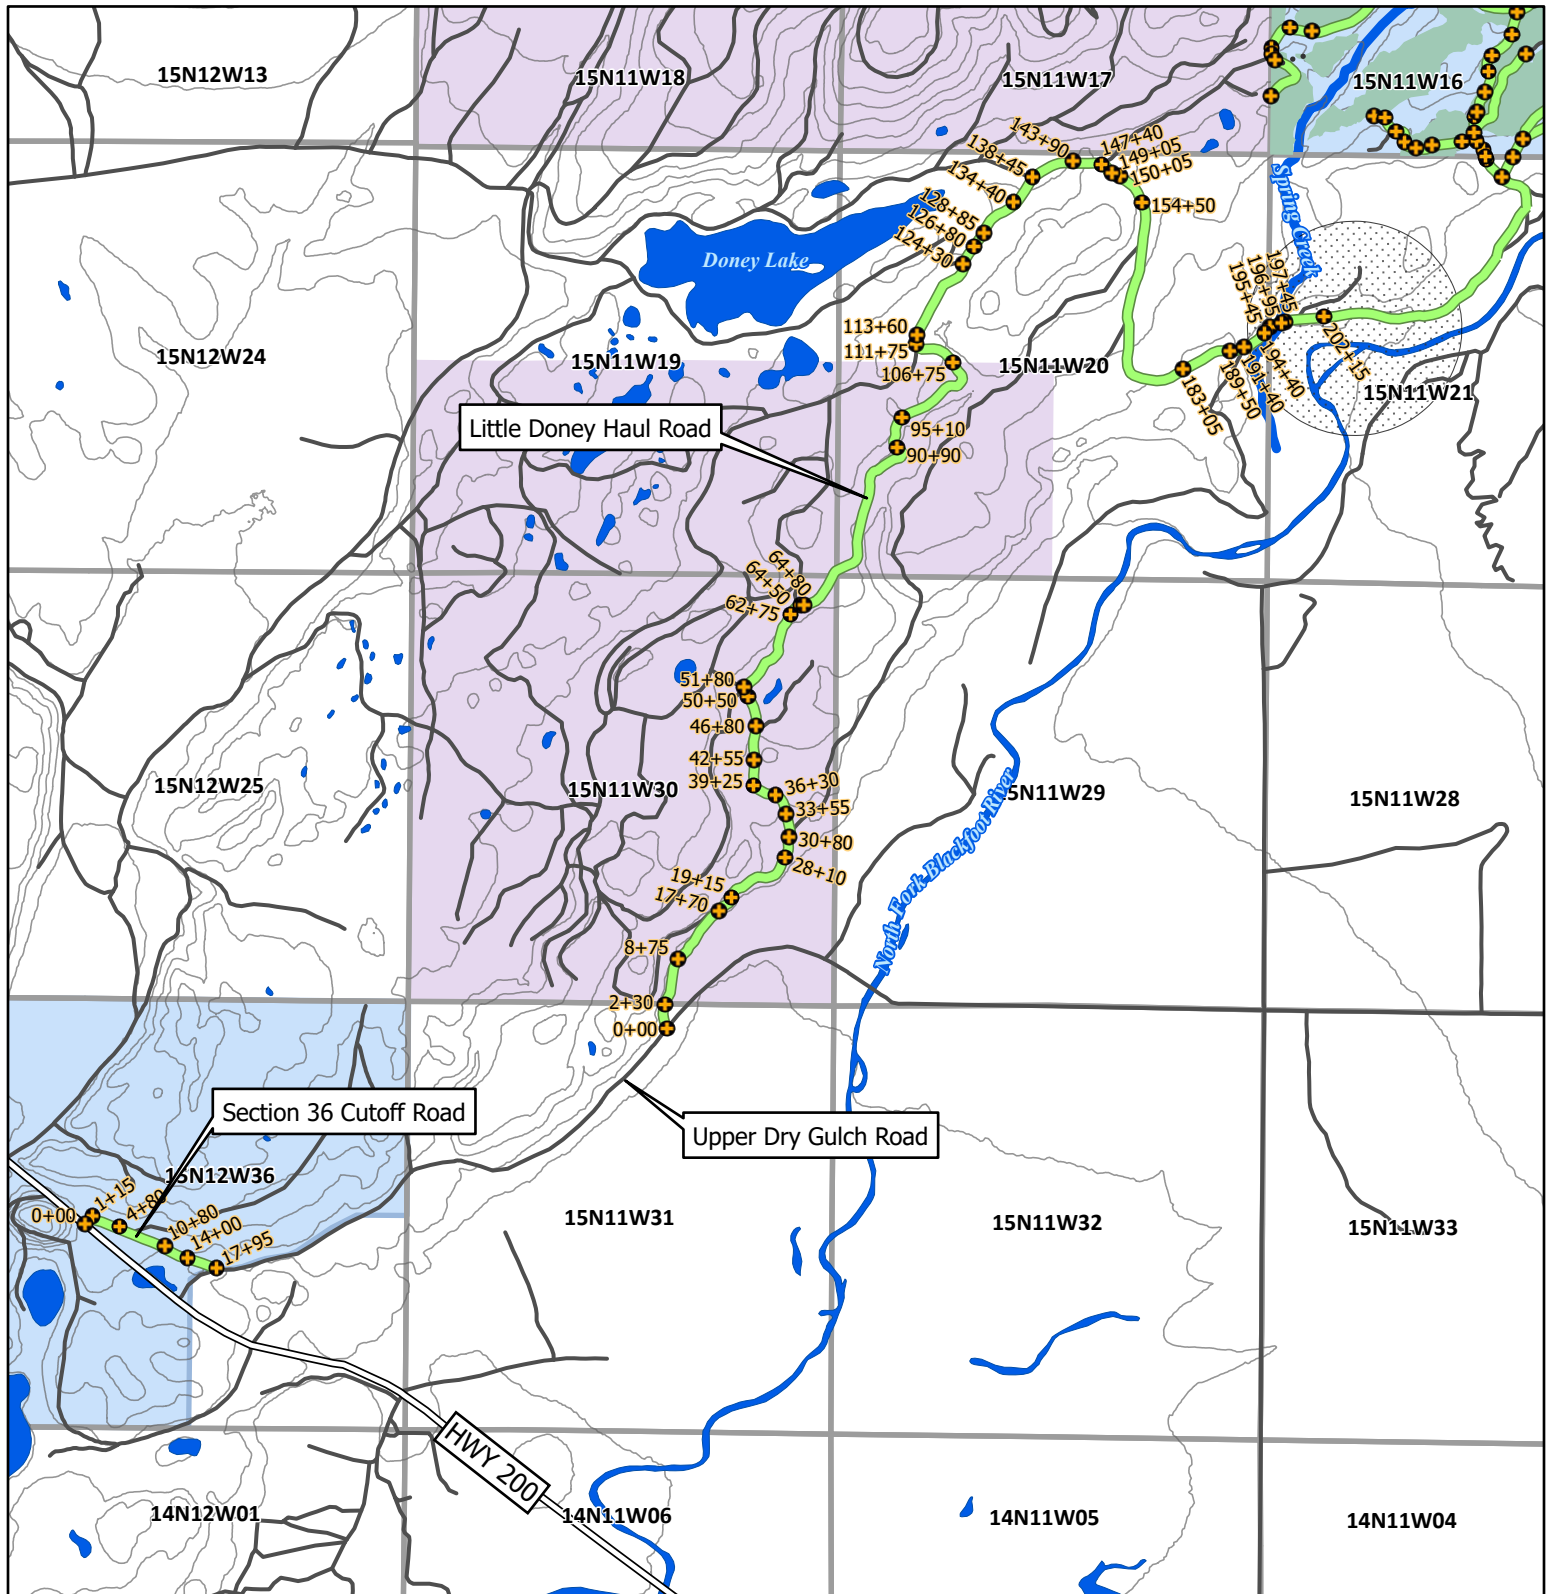 15N12W13
15N11W18
15N11W17
15N11W16
143+90
147+40
138+45
149+05
150+05
134+40
128+85
154+50
126+80
124+30
Spring Creek
Doney Lake
197+45
196+95
195+45
113+60
111+75
106+75
15N12W24
15N11W19
15N11W20
202+15
194+40
191+40
189+50
183+05
15N11W21
Little Doney Haul Road
95+10
90+90
64+80
64+50
62+75
51+80
50+50
46+80
42+55
39+25
36+30
33+55
30+80
28+10
15N12W25
15N11W30
15N11W29
15N11W28
North Fork Blackfoot River
19+15
17+70
8+75
2+30
0+00
Section 36 Cutoff Road
Upper Dry Gulch Road
15N12W36
1+15
0+00
4+80
10+80
14+00
17+95
15N11W31
15N11W32
15N11W33
HWY 200
14N12W01
14N11W06
14N11W05
14N11W04